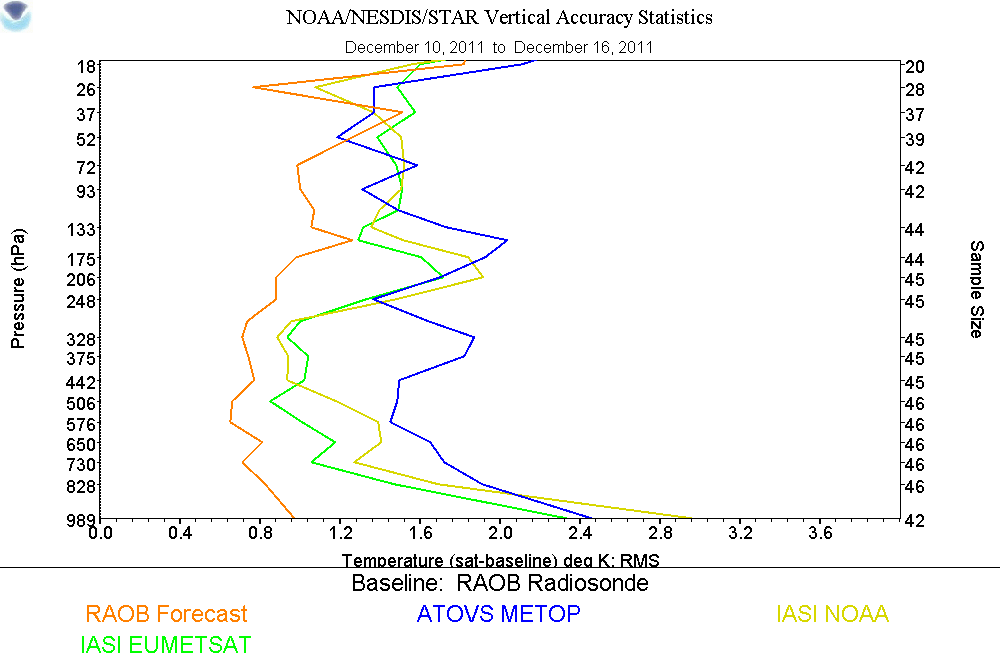 NOAA/NESDIS/STAR Vertical Accuracy Statistics
December 10, 2011 to December 16, 2011
18 20
26 28
37 37
52 39
72 42
93 42
133 44
175 44
206 45
248 45
328 45
375 45
442 45
506 46
576 46
650 46
730 46
828 46
989 42
Pressure (hPa)
Sample Size
0.0 0.4 0.8 1.2 1.6 2.0 2.4 2.8 3.2 3.6
Temperature (sat-baseline) deg K: RMS
Baseline: RAOB Radiosonde
RAOB Forecast ATOVS METOP IASI NOAA
IASI EUMETSAT